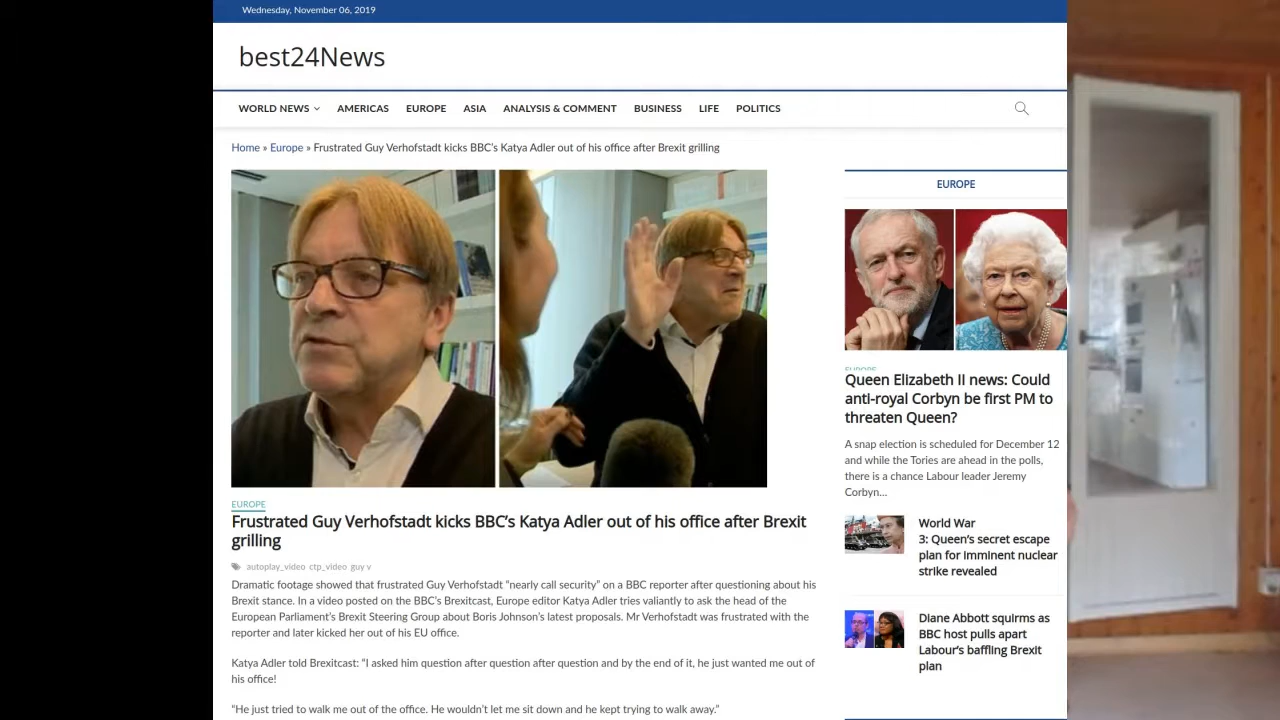 Wednesday, November 06, 2019
best24News
WORLD NEWS AMERICAS EUROPE ASIA ANALYSIS & COMMENT BUSINESS LIFE POLITICS
Home » Europe » Frustrated Guy Verhofstadt kicks BBC’s Katya Adler out of his office after Brexit grilling
EUROPE
Frustrated Guy Verhofstadt kicks BBC’s Katya Adler out of his office after Brexit
grilling
autoplay_video ctp_video guy v
Dramatic footage showed that frustrated Guy Verhofstadt “nearly call security” on a BBC reporter after questioning about his
Brexit stance. In a video posted on the BBC’s Brexitcast, Europe editor Katya Adler tries valiantly to ask the head of the
European Parliament’s Brexit Steering Group about Boris Johnson’s latest proposals. Mr Verhofstadt was frustrated with the
reporter and later kicked her out of his EU office.
Katya Adler told Brexitcast: “I asked him question after question after question and by the end of it, he just wanted me out of
his office!
“He just tried to walk me out of the office. He wouldn’t let me sit down and he kept trying to walk away.”
EUROPE
EUROPE
Queen Elizabeth II news: Could
anti-royal Corbyn be first PM to
threaten Queen?
A snap election is scheduled for December 12
and while the Tories are ahead in the polls,
there is a chance Labour leader Jeremy
Corbyn…
World War
3: Queen’s secret escape
plan for imminent nuclear
strike revealed
Diane Abbott squirms as
BBC host pulls apart
Labour’s baffling Brexit
plan